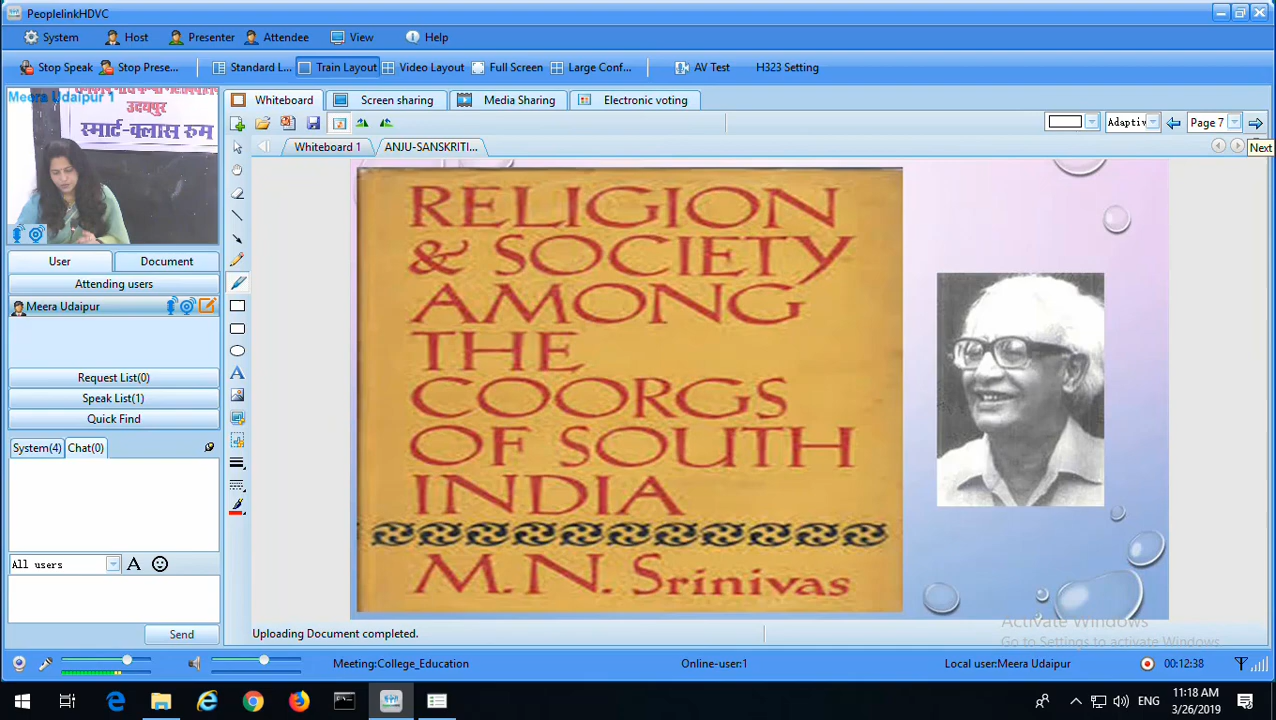 PeoplelinkHDVC
System Host Presenter Attendee View Help
Stop Speak Stop Prese... Standard L... Train Layout Video Layout Full Screen Large Conf... AV Test H323 Setting
Meera Udaipur 1
उदयपुर
स्मार्ट-क्लास रुम
Whiteboard Screen sharing Media Sharing Electronic voting
Adaptiv Page 7
Whiteboard 1 ANJU-SANSKRITI...
Next
User Document
Attending users
Meera Udaipur
Request List(0)
Speak List(1)
Quick Find
System(4) Chat(0)
All users
Send
RELIGION
& SOCIETY
AMONG
THE
COORGS
OF SOUTH
INDIA
M.N. Srinivas
Activate Windows
Go to Settings to activate Windows.
Uploading Document completed.
Meeting:College_Education Online-user:1 Local user:Meera Udaipur 00:12:38
ENG 11:18 AM
3/26/2019